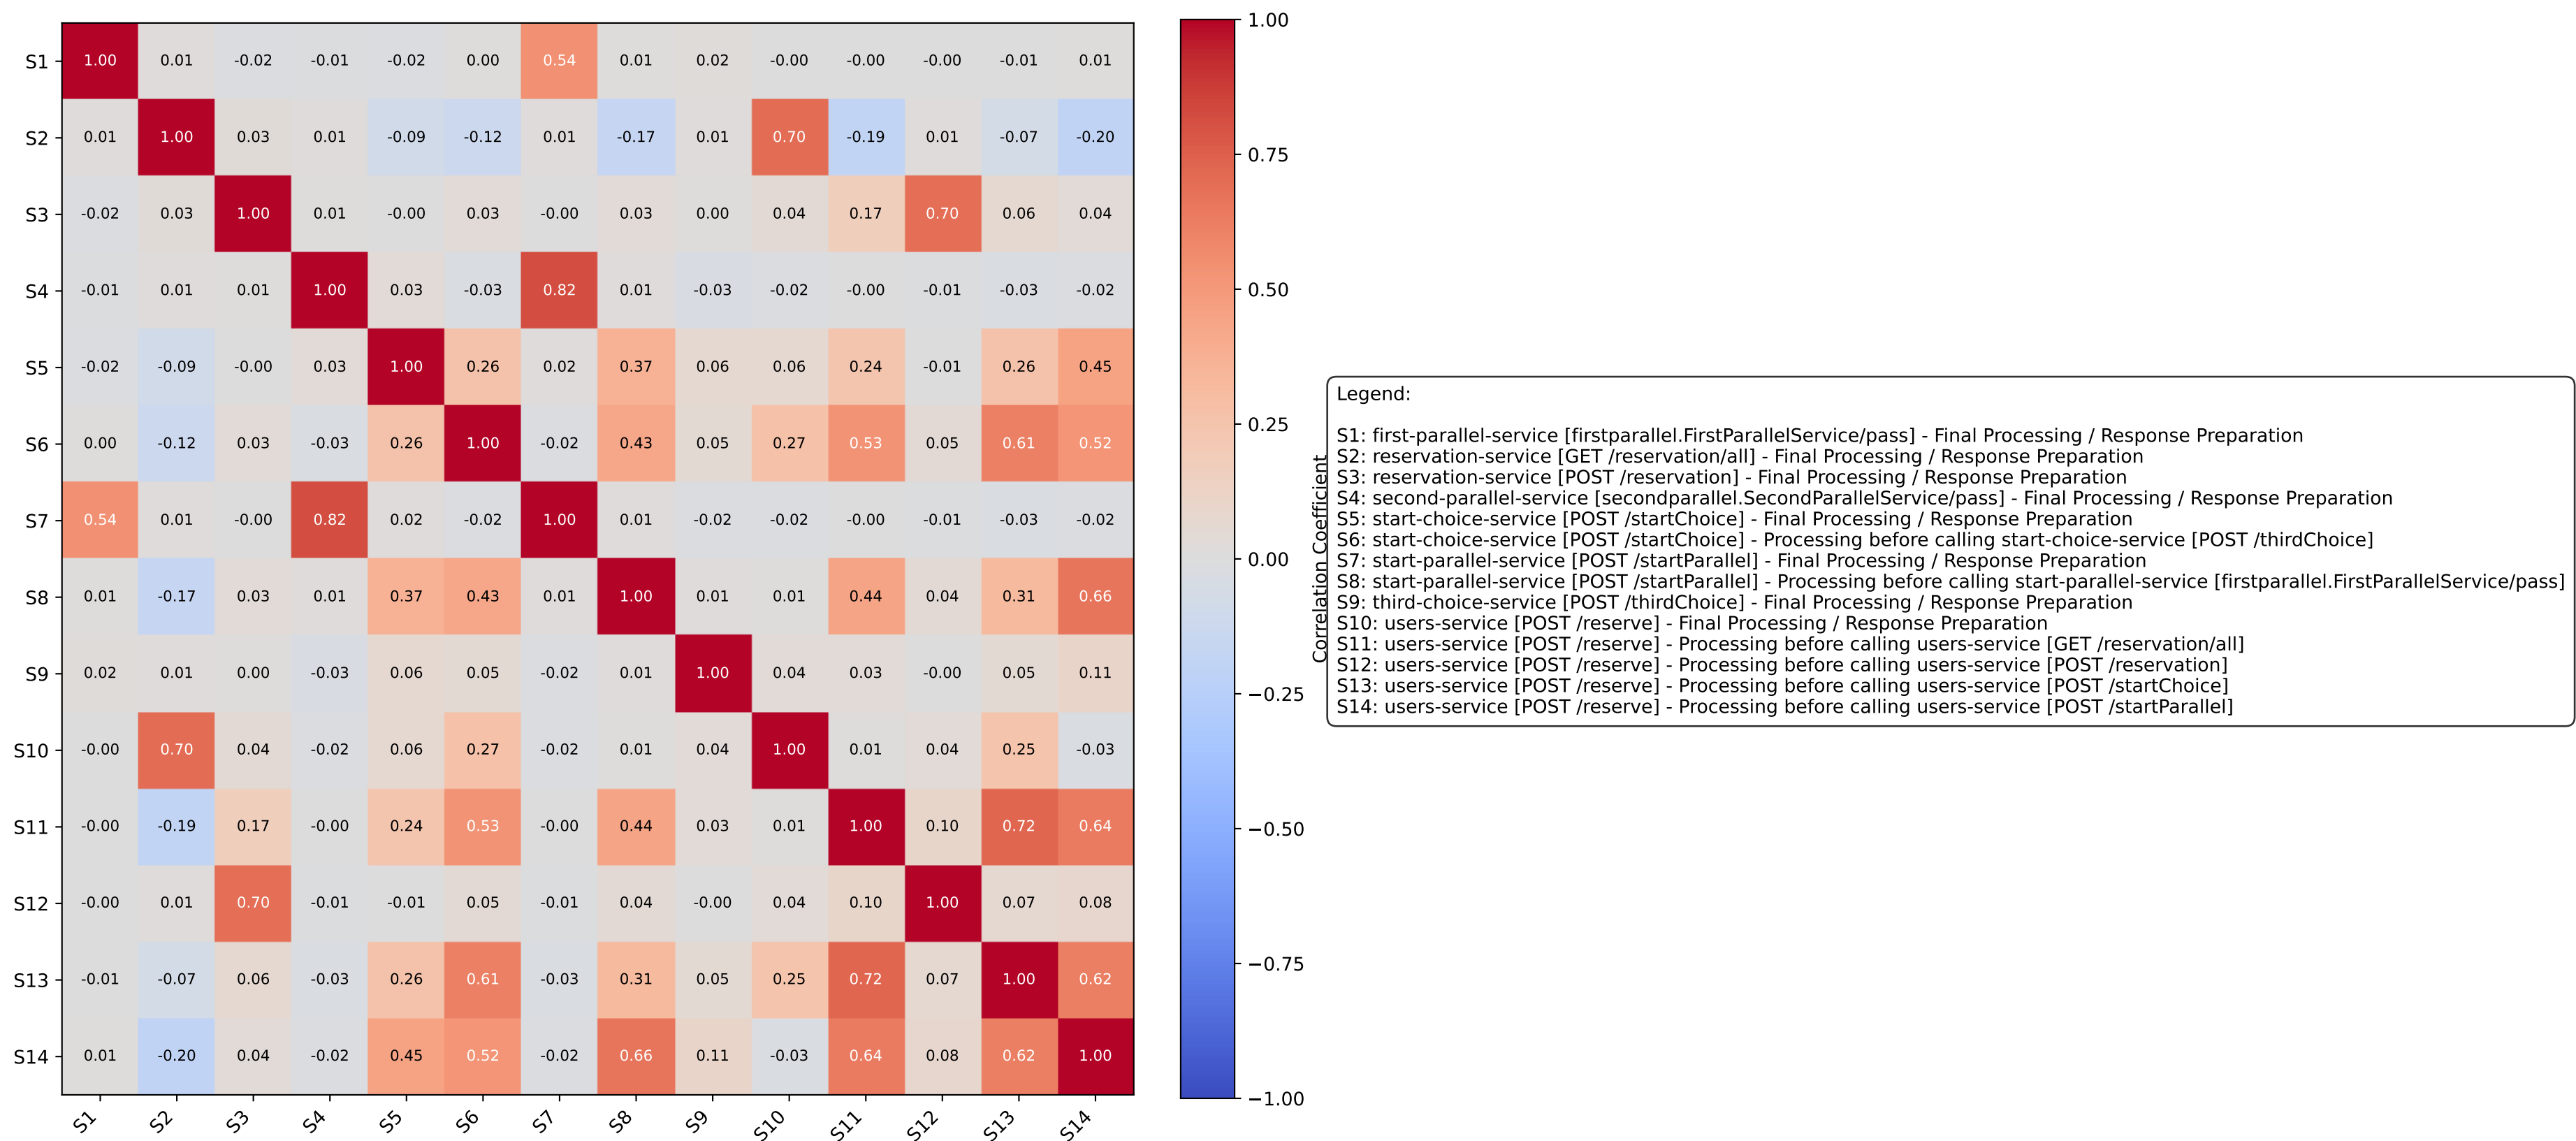 S1 1.00 0.01 -0.02 -0.01 -0.02 0.00 0.54 0.01 0.02 -0.00 -0.00 -0.00 -0.01 0.01
S2 0.01 1.00 0.03 0.01 -0.09 -0.12 0.01 -0.17 0.01 0.70 -0.19 0.01 -0.07 -0.20
S3 -0.02 0.03 1.00 0.01 -0.00 0.03 -0.00 0.03 0.00 0.04 0.17 0.70 0.06 0.04
S4 -0.01 0.01 0.01 1.00 0.03 -0.03 0.82 0.01 -0.03 -0.02 -0.00 -0.01 -0.03 -0.02
S5 -0.02 -0.09 -0.00 0.03 1.00 0.26 0.02 0.37 0.06 0.06 0.24 -0.01 0.26 0.45
S6 0.00 -0.12 0.03 -0.03 0.26 1.00 -0.02 0.43 0.05 0.27 0.53 0.05 0.61 0.52
S7 0.54 0.01 -0.00 0.82 0.02 -0.02 1.00 0.01 -0.02 -0.02 -0.00 -0.01 -0.03 -0.02
S8 0.01 -0.17 0.03 0.01 0.37 0.43 0.01 1.00 0.01 0.01 0.44 0.04 0.31 0.66
S9 0.02 0.01 0.00 -0.03 0.06 0.05 -0.02 0.01 1.00 0.04 0.03 -0.00 0.05 0.11
S10 -0.00 0.70 0.04 -0.02 0.06 0.27 -0.02 0.01 0.04 1.00 0.01 0.04 0.25 -0.03
S11 -0.00 -0.19 0.17 -0.00 0.24 0.53 -0.00 0.44 0.03 0.01 1.00 0.10 0.72 0.64
S12 -0.00 0.01 0.70 -0.01 -0.01 0.05 -0.01 0.04 -0.00 0.04 0.10 1.00 0.07 0.08
S13 -0.01 -0.07 0.06 -0.03 0.26 0.61 -0.03 0.31 0.05 0.25 0.72 0.07 1.00 0.62
S14 0.01 -0.20 0.04 -0.02 0.45 0.52 -0.02 0.66 0.11 -0.03 0.64 0.08 0.62 1.00
S1 S2 S3 S4 S5 S6 S7 S8 S9 S10 S11 S12 S13 S14
1.00
0.75
0.50
0.25
0.00
−0.25
−0.50
−0.75
−1.00
Correlation Coefficient
Legend:
S1: first-parallel-service [firstparallel.FirstParallelService/pass] - Final Processing / Response Preparation
S2: reservation-service [GET /reservation/all] - Final Processing / Response Preparation
S3: reservation-service [POST /reservation] - Final Processing / Response Preparation
S4: second-parallel-service [secondparallel.SecondParallelService/pass] - Final Processing / Response Preparation
S5: start-choice-service [POST /startChoice] - Final Processing / Response Preparation
S6: start-choice-service [POST /startChoice] - Processing before calling start-choice-service [POST /thirdChoice]
S7: start-parallel-service [POST /startParallel] - Final Processing / Response Preparation
S8: start-parallel-service [POST /startParallel] - Processing before calling start-parallel-service [firstparallel.FirstParallelService/pass]
S9: third-choice-service [POST /thirdChoice] - Final Processing / Response Preparation
S10: users-service [POST /reserve] - Final Processing / Response Preparation
S11: users-service [POST /reserve] - Processing before calling users-service [GET /reservation/all]
S12: users-service [POST /reserve] - Processing before calling users-service [POST /reservation]
S13: users-service [POST /reserve] - Processing before calling users-service [POST /startChoice]
S14: users-service [POST /reserve] - Processing before calling users-service [POST /startParallel]